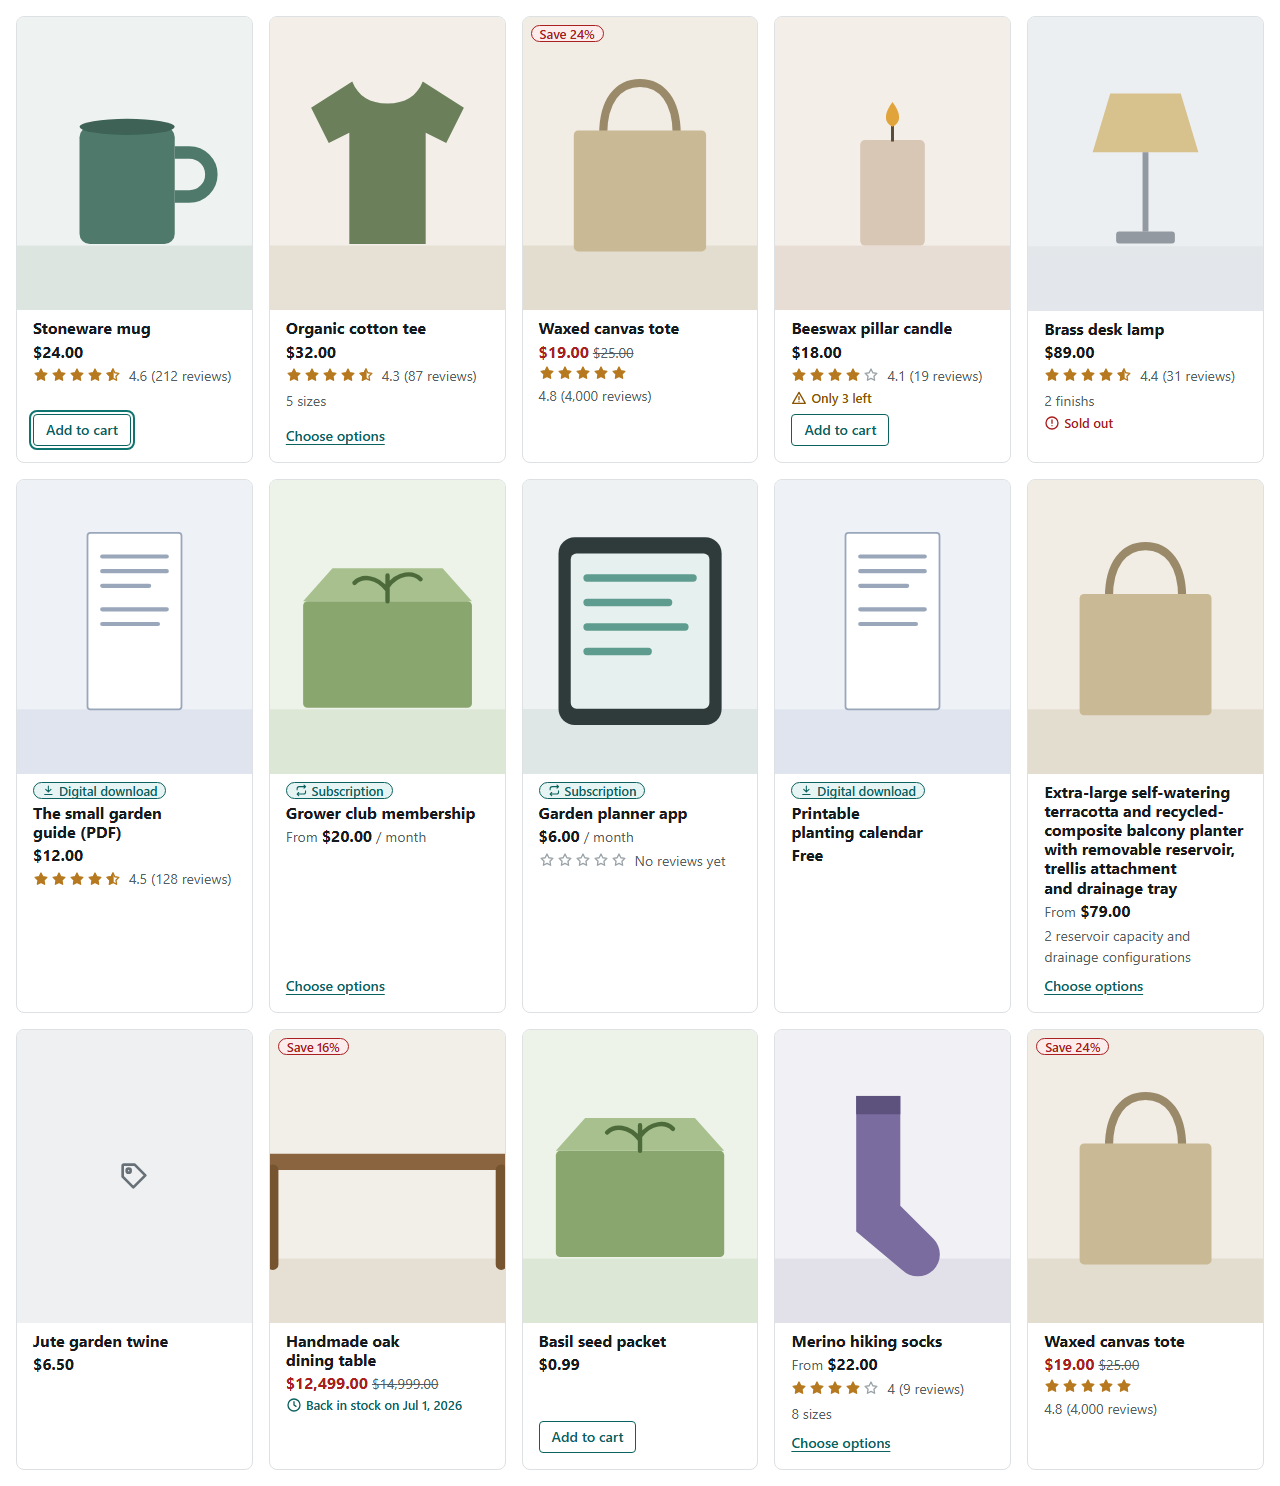 Stoneware mug
$24.00
4.6 (212 reviews)
Add to cart
Organic cotton tee
$32.00
4.3 (87 reviews)
5 sizes
Choose options
Save 24%
Waxed canvas tote
$19.00 $25.00
4.8 (4,000 reviews)
Beeswax pillar candle
$18.00
4.1 (19 reviews)
Only 3 left
Add to cart
Brass desk lamp
$89.00
4.4 (31 reviews)
2 finishs
Sold out
Digital download
The small garden
guide (PDF)
$12.00
4.5 (128 reviews)
Subscription
Grower club membership
From $20.00 / month
Choose options
Subscription
Garden planner app
$6.00 / month
No reviews yet
Digital download
Printable
planting calendar
Free
Extra-large self-watering
terracotta and recycled-
composite balcony planter
with removable reservoir,
trellis attachment
and drainage tray
From $79.00
2 reservoir capacity and
drainage configurations
Choose options
Jute garden twine
$6.50
Save 16%
Handmade oak
dining table
$12,499.00 $14,999.00
Back in stock on Jul 1, 2026
Basil seed packet
$0.99
Add to cart
Merino hiking socks
From $22.00
4 (9 reviews)
8 sizes
Choose options
Save 24%
Waxed canvas tote
$19.00 $25.00
4.8 (4,000 reviews)